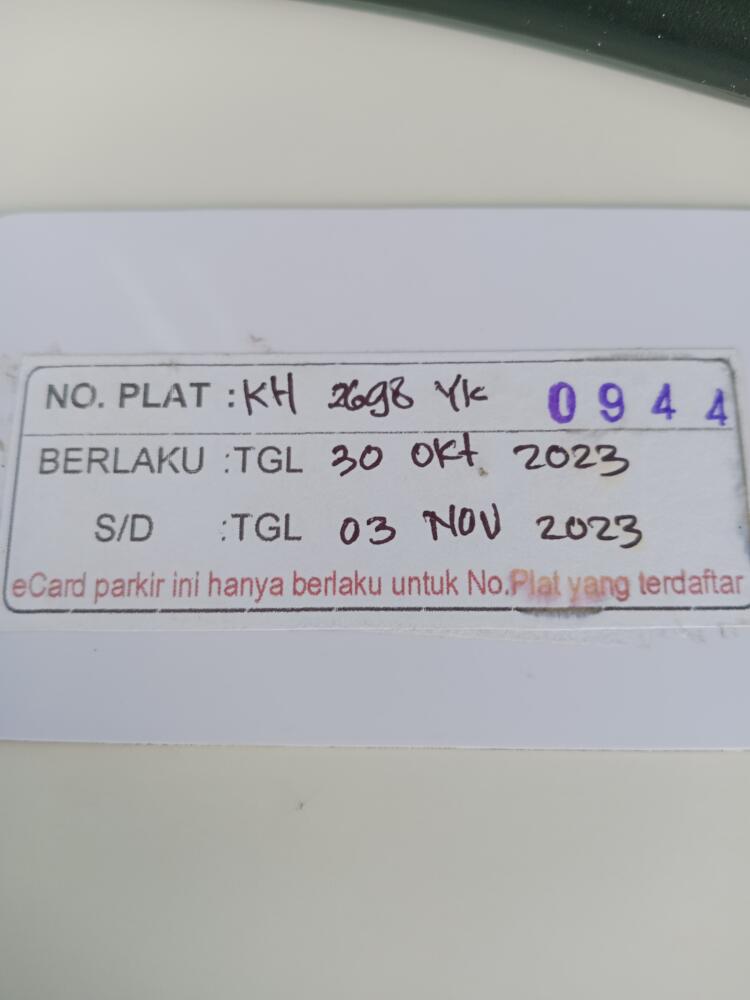 NO. PLAT : KH 2698 YK 0944
BERLAKU :TGL 30 OKt 2023
S/D :TGL 03 NOV 2023
eCard parkir ini hanya berlaku untuk No.Plat yang terdaftar